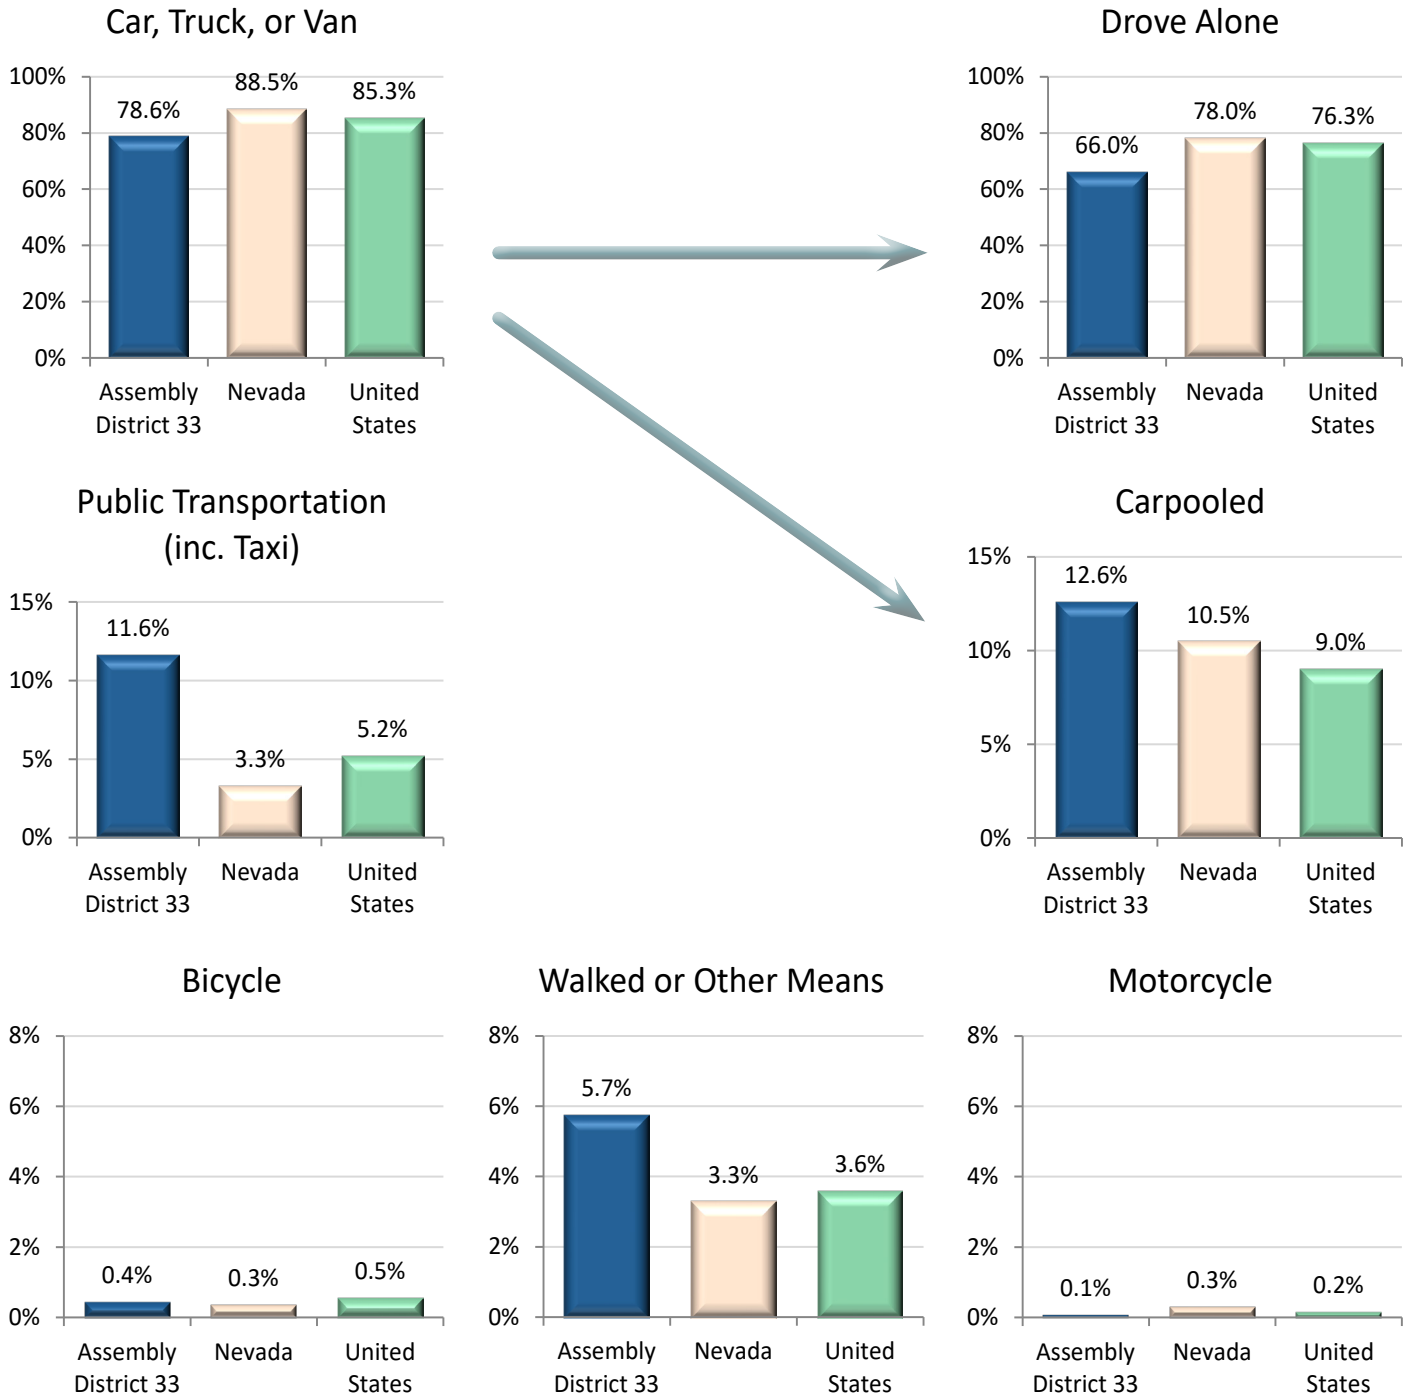 Car, Truck, or Van
100%
80%
60%
40%
20%
0%
78.6%
88.5%
85.3%
Assembly
District 33
Nevada
United
States
Drove Alone
100%
80%
60%
40%
20%
0%
66.0%
78.0%
76.3%
Assembly
District 33
Nevada
United
States
Public Transportation
(inc. Taxi)
15%
10%
5%
0%
11.6%
3.3%
5.2%
Assembly
District 33
Nevada
United
States
Carpooled
15%
10%
5%
0%
12.6%
10.5%
9.0%
Assembly
District 33
Nevada
United
States
Bicycle
8%
6%
4%
2%
0%
0.4%
0.3%
0.5%
Assembly
District 33
Nevada
United
States
Walked or Other Means
8%
6%
4%
2%
0%
5.7%
3.3%
3.6%
Assembly
District 33
Nevada
United
States
Motorcycle
8%
6%
4%
2%
0%
0.1%
0.3%
0.2%
Assembly
District 33
Nevada
United
States